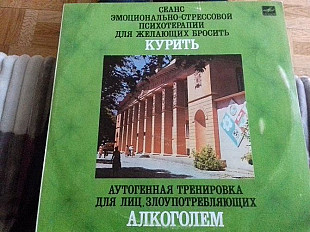 СЕАНС
ЭМОЦИОНАЛЬНО-СТРЕССОВОЙ
ПСИХОТЕРАПИИ
ДЛЯ ЖЕЛАЮЩИХ БРОСИТЬ
КУРИТЬ
АУТОГЕННАЯ ТРЕНИРОВКА
ДЛЯ ЛИЦ, ЗЛОУПОТРЕБЛЯЮЩИХ
АЛКОГОЛЕМ